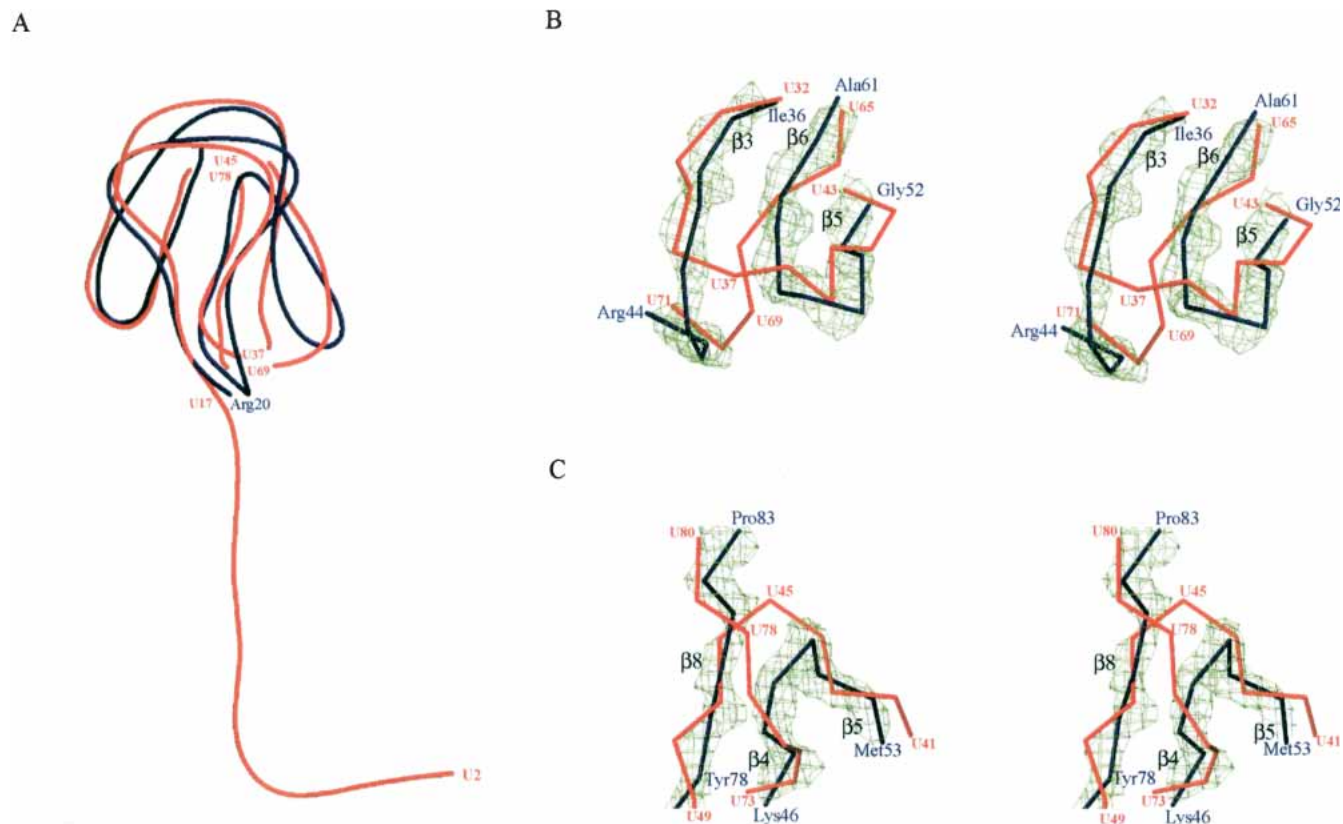 A
U45
U78
U37
U69
U17
Arg20
U2
B
U32
Ala61
Ile36
U65
β3
β6
U43
Gly52
β5
U37
U71
Arg44
U69
U32
Ala61
Ile36
U65
β3
β6
U43
Gly52
β5
U37
U71
Arg44
U69
C
Pro83
U80
U45
U78
β8
β5
U41
Met53
β4
Tyr78
U73
U49
Lys46
Pro83
U80
U45
U78
β8
β5
U41
Met53
β4
Tyr78
U73
U49
Lys46